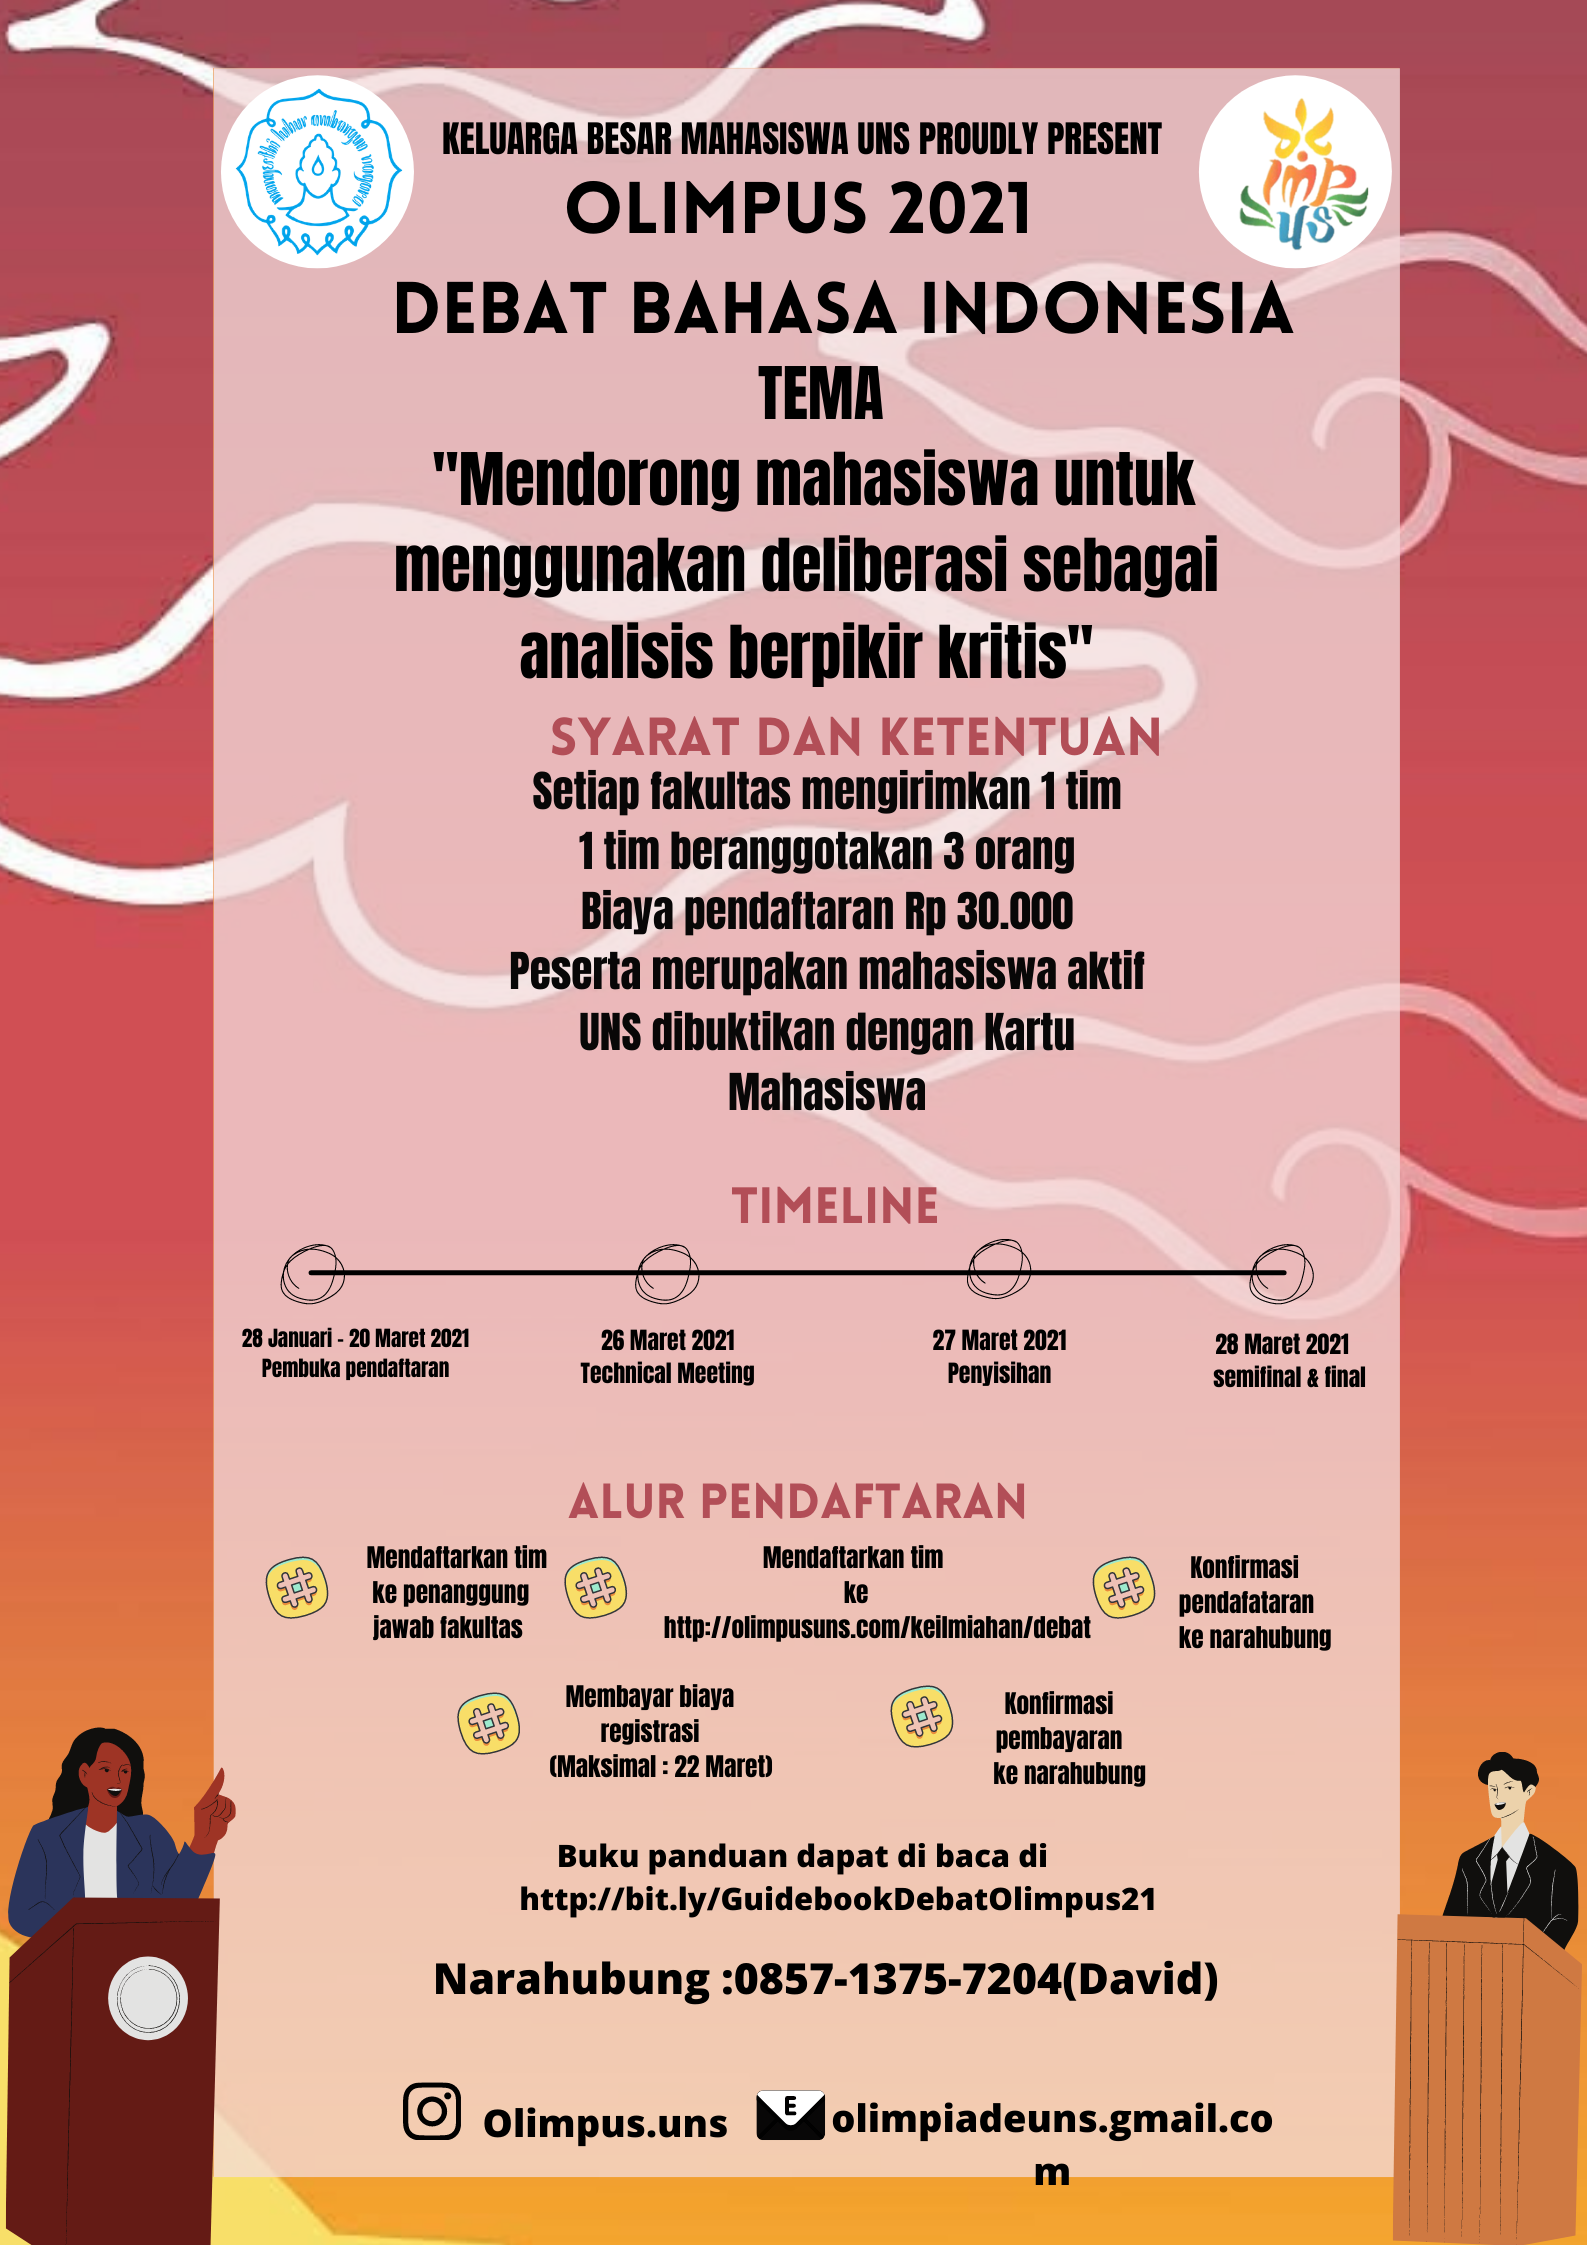 mangesthi luhur ambangun nagara
KELUARGA BESAR MAHASISWA UNS PROUDLY PRESENT
OLIMPUS 2021
DEBAT BAHASA INDONESIA
TEMA
"Mendorong mahasiswa untuk
menggunakan deliberasi sebagai
analisis berpikir kritis"
SYARAT DAN KETENTUAN
Setiap fakultas mengirimkan 1 tim
1 tim beranggotakan 3 orang
Biaya pendaftaran Rp 30.000
Peserta merupakan mahasiswa aktif
UNS dibuktikan dengan Kartu
Mahasiswa
TIMELINE
28 Januari - 20 Maret 2021
Pembuka pendaftaran
26 Maret 2021
Technical Meeting
27 Maret 2021
Penyisihan
28 Maret 2021
semifinal & final
ALUR PENDAFTARAN
Mendaftarkan tim
ke penanggung
jawab fakultas
Mendaftarkan tim
ke
http://olimpusuns.com/keilmiahan/debat
Konfirmasi
pendafataran
ke narahubung
Membayar biaya
registrasi
(Maksimal : 22 Maret)
Konfirmasi
pembayaran
ke narahubung
Buku panduan dapat di baca di
http://bit.ly/GuidebookDebatOlimpus21
Narahubung :0857-1375-7204(David)
Olimpus.uns
E
olimpiadeuns.gmail.co
m